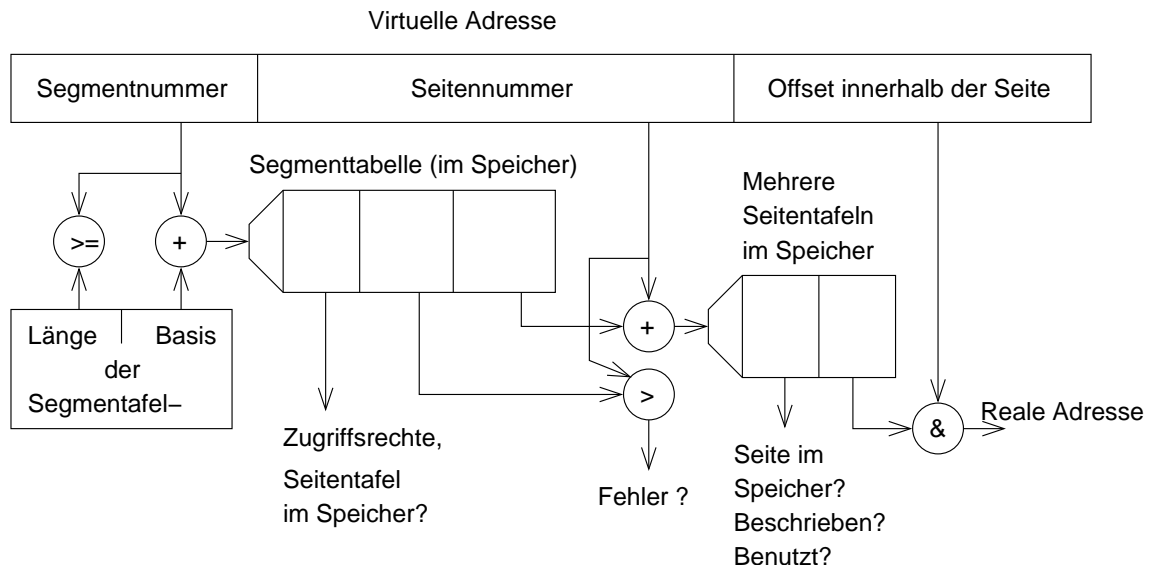 Virtuelle Adresse
Segmentnummer
Seitennummer
Offset innerhalb der Seite
Segmenttabelle (im Speicher)
Mehrere
Seitentafeln
im Speicher
>=
+
Länge
Basis
der
Segmentafel–
+
>
&
Reale Adresse
Zugriffsrechte,
Seitentafel
im Speicher?
Fehler ?
Seite im
Speicher?
Beschrieben?
Benutzt?